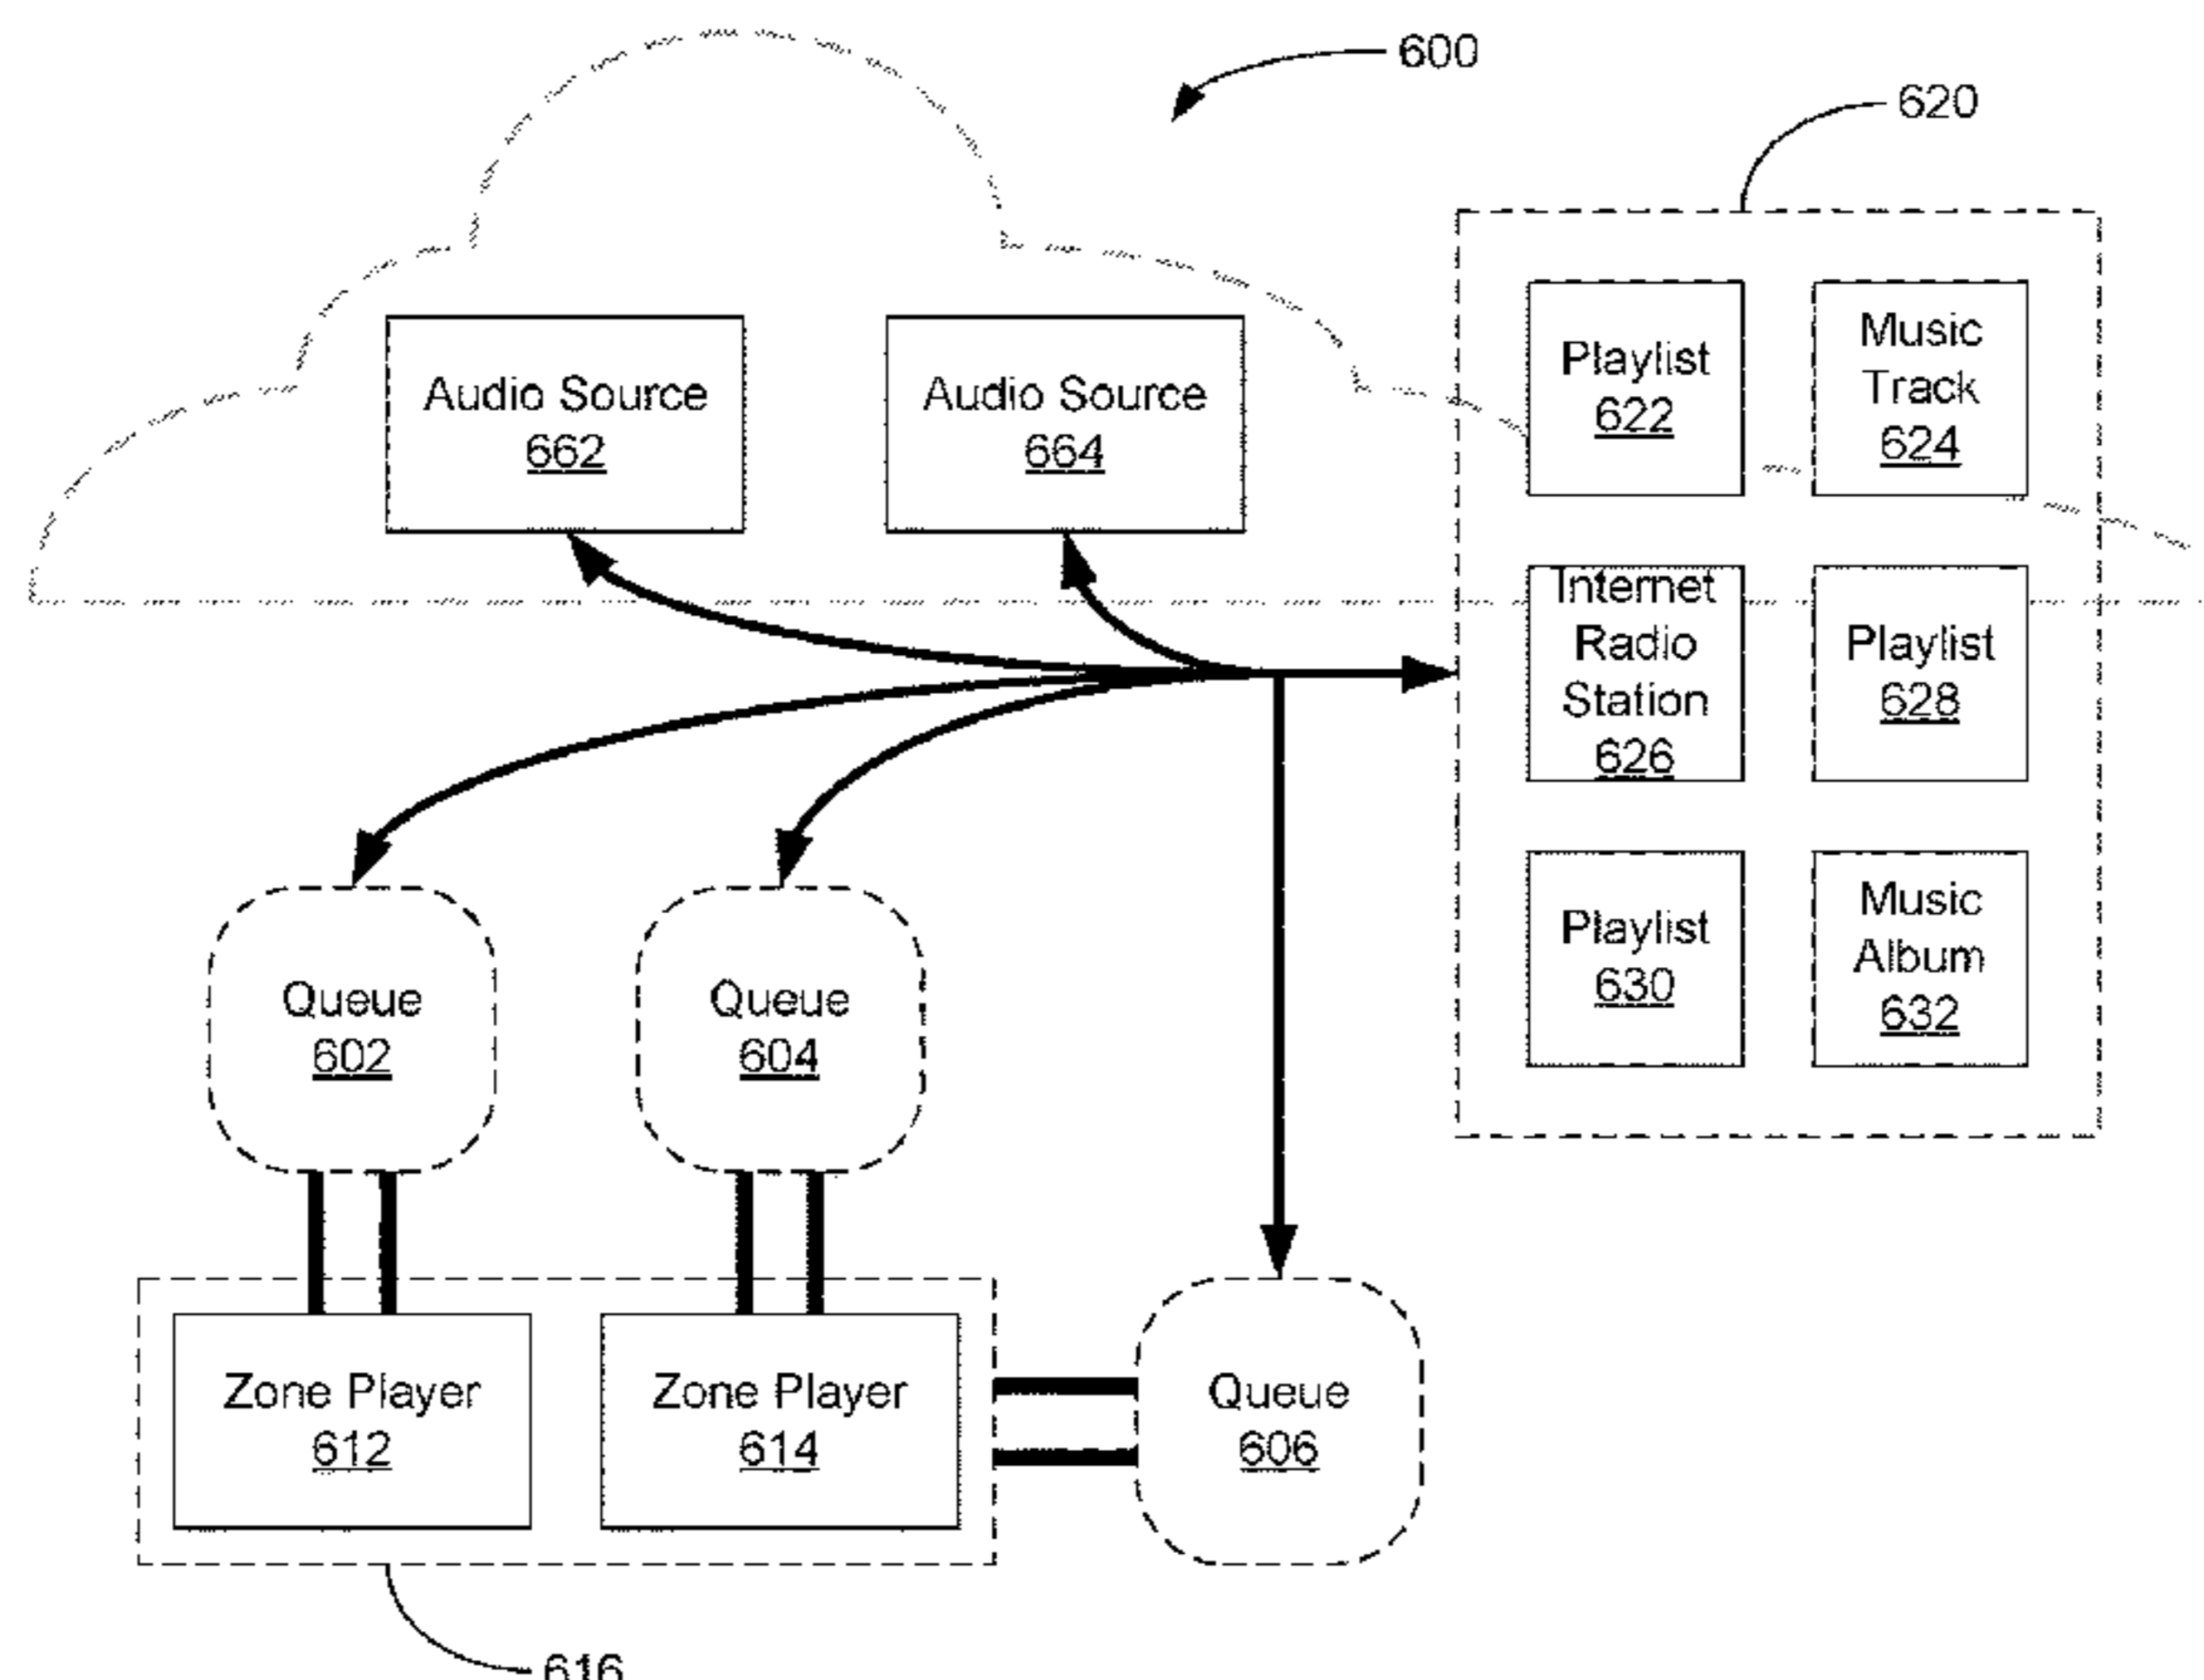 600
620
Audio Source
662
Audio Source
664
Playlist
622
Music
Track
624
Internet
Radio
Station
626
Playlist
628
Playlist
630
Music
Album
632
Queue
602
Queue
604
Zone Player
612
Zone Player
614
Queue
606
616